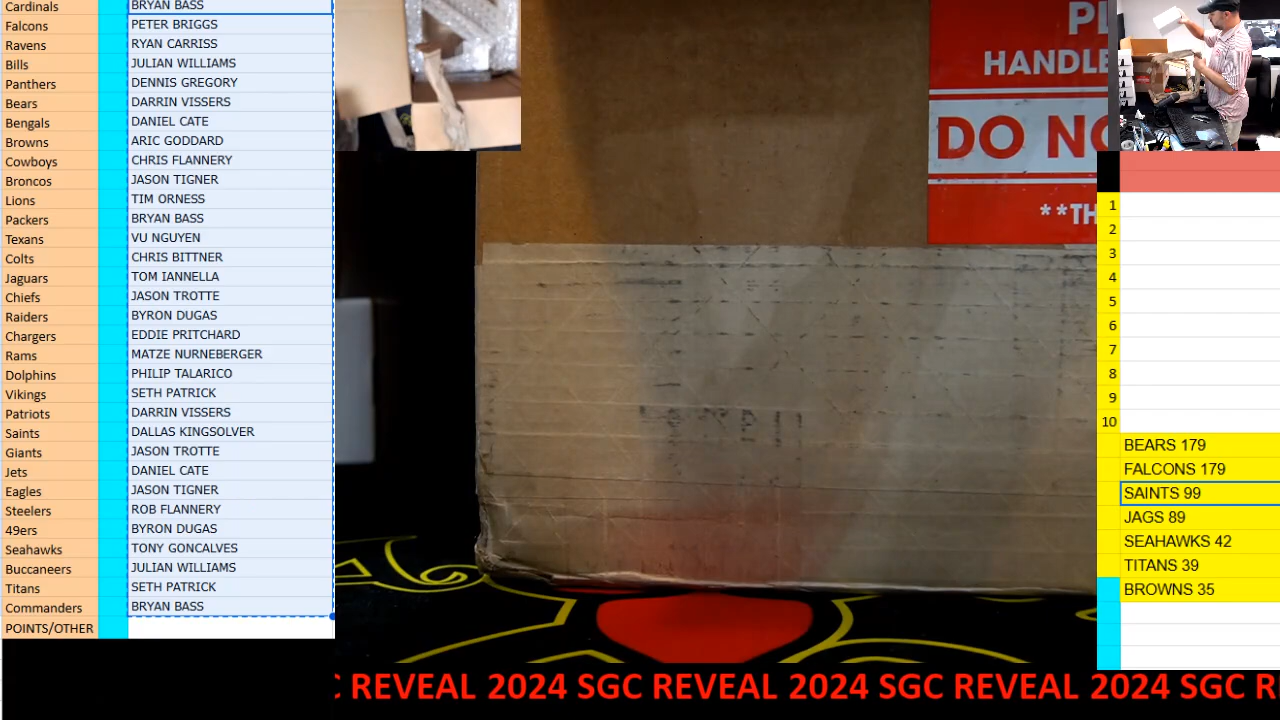 Cardinals BRYAN BASS
Falcons PETER BRIGGS
Ravens RYAN CARRISS
Bills JULIAN WILLIAMS
Panthers DENNIS GREGORY
Bears DARRIN VISSERS
Bengals DANIEL CATE
Browns ARIC GODDARD
Cowboys CHRIS FLANNERY
Broncos JASON TIGNER
Lions TIM ORNESS
Packers BRYAN BASS
Texans VU NGUYEN
Colts CHRIS BITTNER
Jaguars TOM IANNELLA
Chiefs JASON TROTTE
Raiders BYRON DUGAS
Chargers EDDIE PRITCHARD
Rams MATZE NURNEBERGER
Dolphins PHILIP TALARICO
Vikings SETH PATRICK
Patriots DARRIN VISSERS
Saints DALLAS KINGSOLVER
Giants JASON TROTTE
Jets DANIEL CATE
Eagles JASON TIGNER
Steelers ROB FLANNERY
49ers BYRON DUGAS
Seahawks TONY GONCALVES
Buccaneers JULIAN WILLIAMS
Titans SETH PATRICK
Commanders BRYAN BASS
POINTS/OTHER
PL
HANDLE
DO NO
**TH
1
2
3
4
5
6
7
8
9
10
BEARS 179
FALCONS 179
SAINTS 99
JAGS 89
SEAHAWKS 42
TITANS 39
BROWNS 35
C REVEAL 2024 SGC REVEAL 2024 SGC REVEAL 2024 SGC R